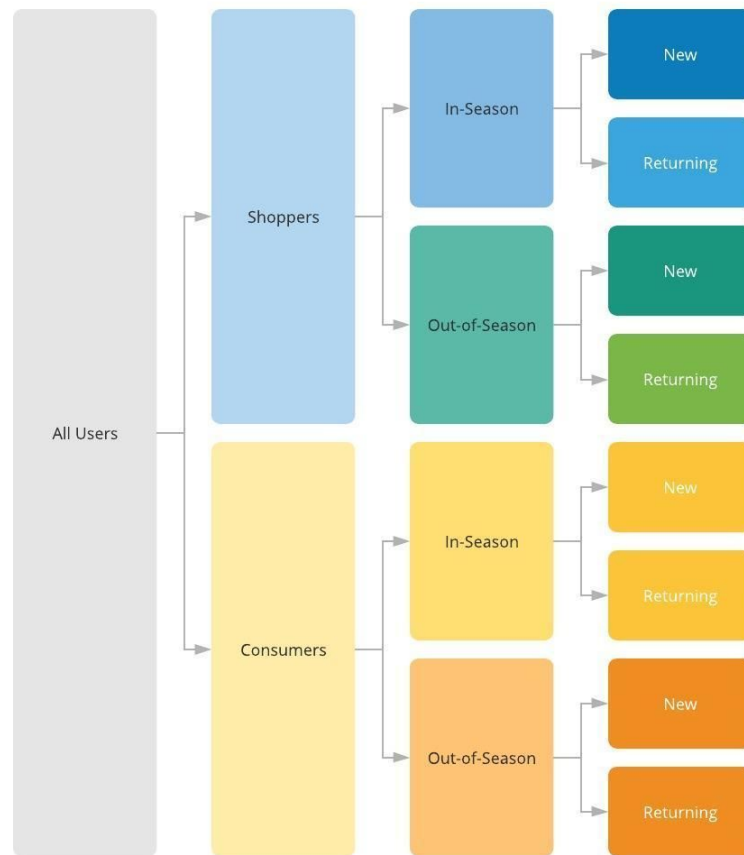 All Users
Shoppers
In-Season
New
Returning
Out-of-Season
New
Returning
Consumers
In-Season
New
Returning
Out-of-Season
New
Returning